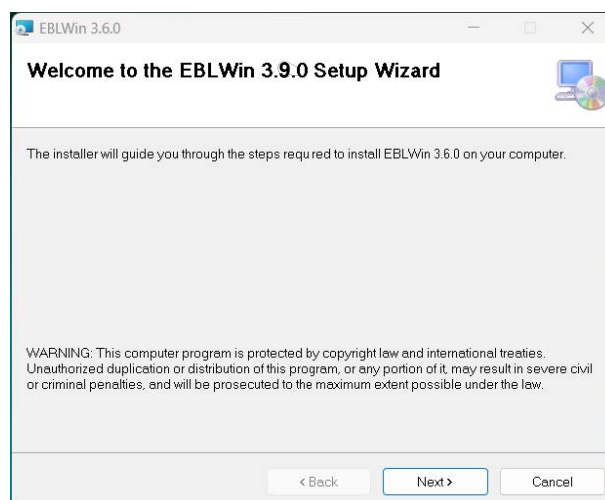 EBLWin 3.6.0
Welcome to the EBLWin 3.9.0 Setup Wizard
The installer will guide you through the steps required to install EBLWin 3.6.0 on your computer.
WARNING: This computer program is protected by copyright law and international treaties.
Unauthorized duplication or distribution of this program, or any portion of it, may result in severe civil
or criminal penalties, and will be prosecuted to the maximum extent possible under the law.
< Back
Next >
Cancel